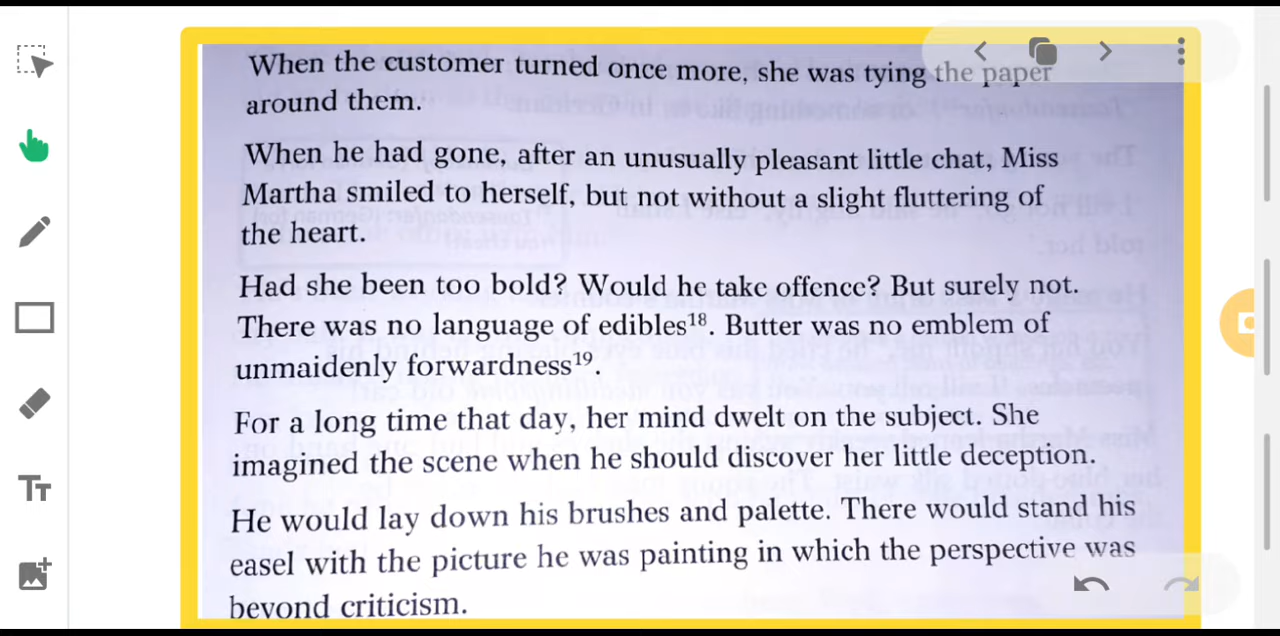 When the customer turned once more, she was tying the paper
around them.
When he had gone, after an unusually pleasant little chat, Miss
Martha smiled to herself, but not without a slight fluttering of
the heart.
Had she been too bold? Would he take offence? But surely not.
There was no language of edibles¹⁸. Butter was no emblem of
unmaidenly forwardness¹⁹.
For a long time that day, her mind dwelt on the subject. She
imagined the scene when he should discover her little deception.
He would lay down his brushes and palette. There would stand his
easel with the picture he was painting in which the perspective was
beyond criticism.
TT